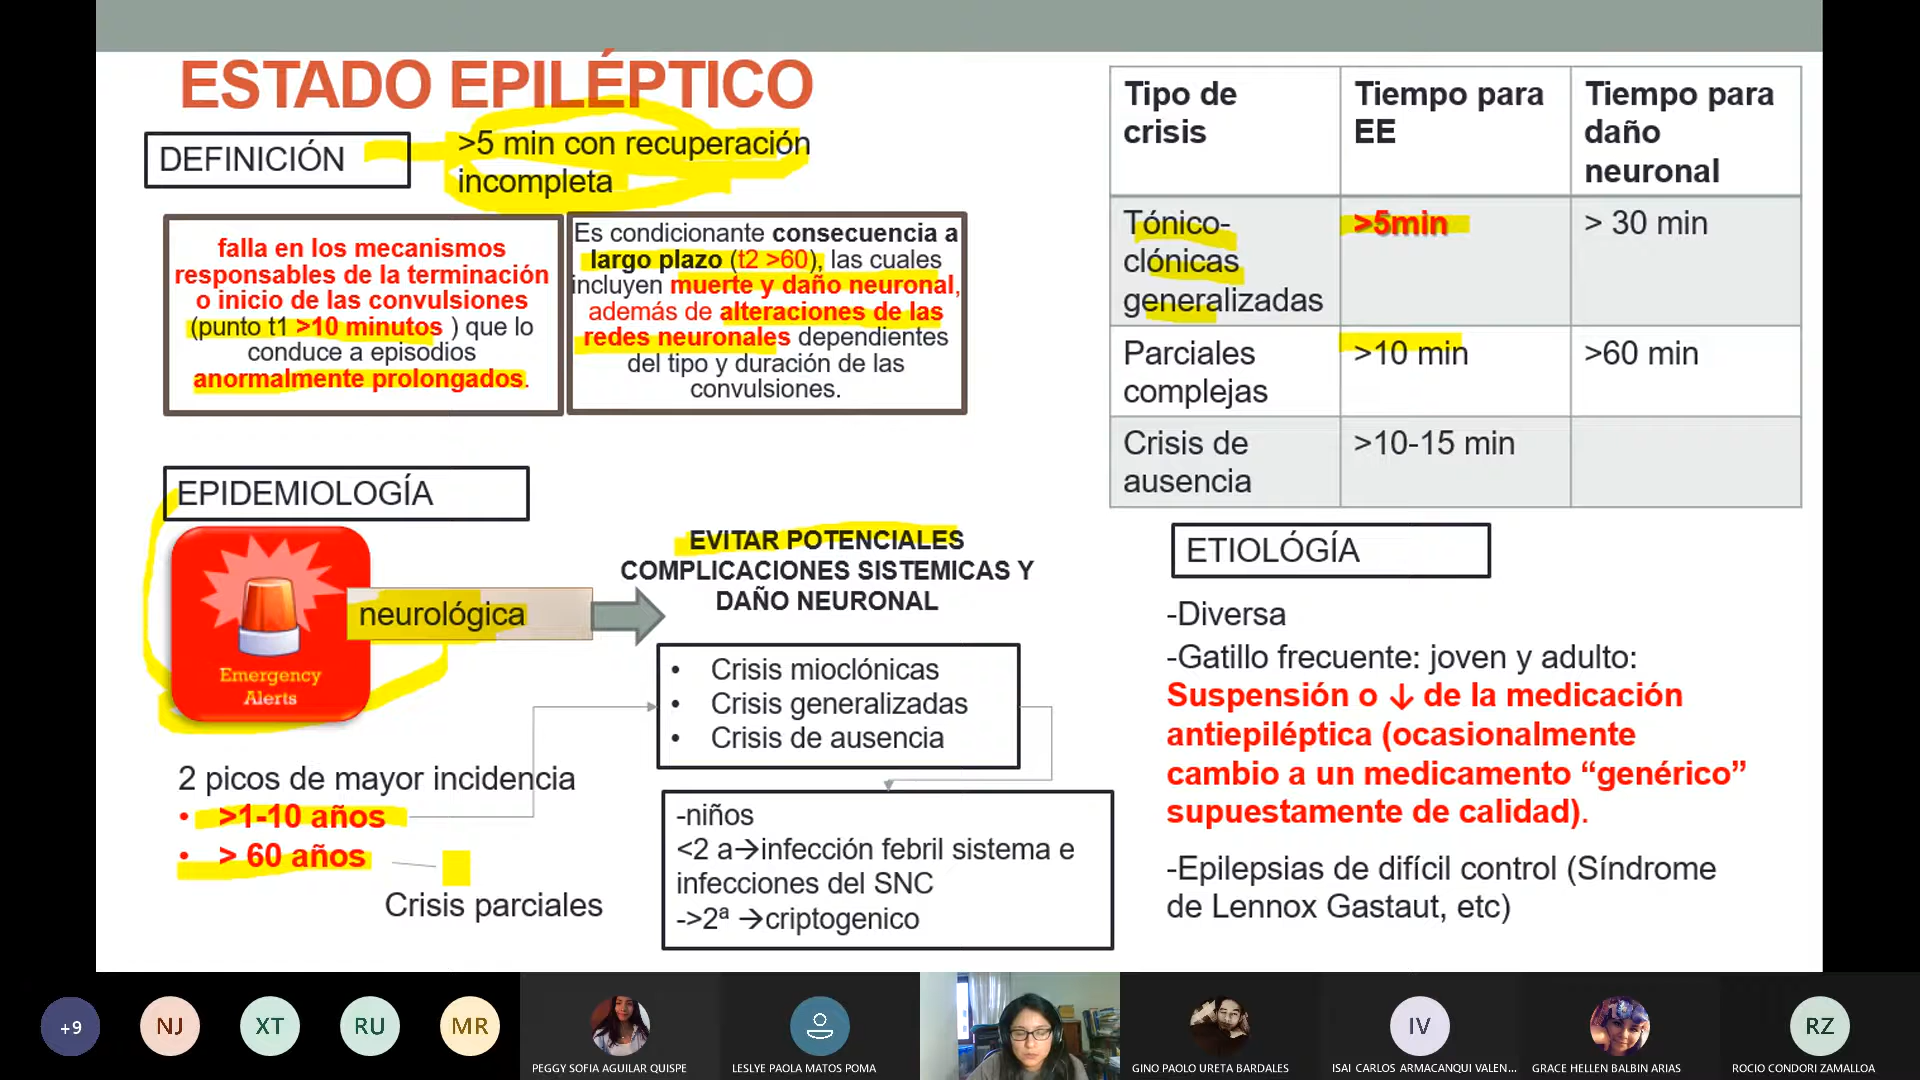 ESTADO EPILÉPTICO
DEFINICIÓN
>5 min con recuperación
incompleta
falla en los mecanismos
responsables de la terminación
o inicio de las convulsiones
(punto t1 >10 minutos ) que lo
conduce a episodios
anormalmente prolongados.
Es condicionante consecuencia a
largo plazo (t2 >60), las cuales
incluyen muerte y daño neuronal,
además de alteraciones de las
redes neuronales dependientes
del tipo y duración de las
convulsiones.
Tipo de
crisis
Tiempo para
EE
Tiempo para
daño
neuronal
Tónico-
clónicas
generalizadas
>5min
> 30 min
Parciales
complejas
>10 min
>60 min
Crisis de
ausencia
>10-15 min
EPIDEMIOLOGÍA
Emergency
Alerts
neurológica
EVITAR POTENCIALES
COMPLICACIONES SISTEMICAS Y
DAÑO NEURONAL
• Crisis mioclónicas
• Crisis generalizadas
• Crisis de ausencia
2 picos de mayor incidencia
• >1-10 años
• > 60 años
Crisis parciales
-niños
<2 a→infección febril sistema e
infecciones del SNC
->2ª →criptogenico
ETIOLÓGÍA
-Diversa
-Gatillo frecuente: joven y adulto:
Suspensión o ↓ de la medicación
antiepiléptica (ocasionalmente
cambio a un medicamento “genérico”
supuestamente de calidad).
-Epilepsias de difícil control (Síndrome
de Lennox Gastaut, etc)
+9
NJ
XT
RU
MR
PEGGY SOFIA AGUILAR QUISPE
LESLYE PAOLA MATOS POMA
GINO PAOLO URETA BARDALES
IV
ISAI CARLOS ARMACANQUI VALEN...
GRACE HELLEN BALBIN ARIAS
RZ
ROCIO CONDORI ZAMALLOA